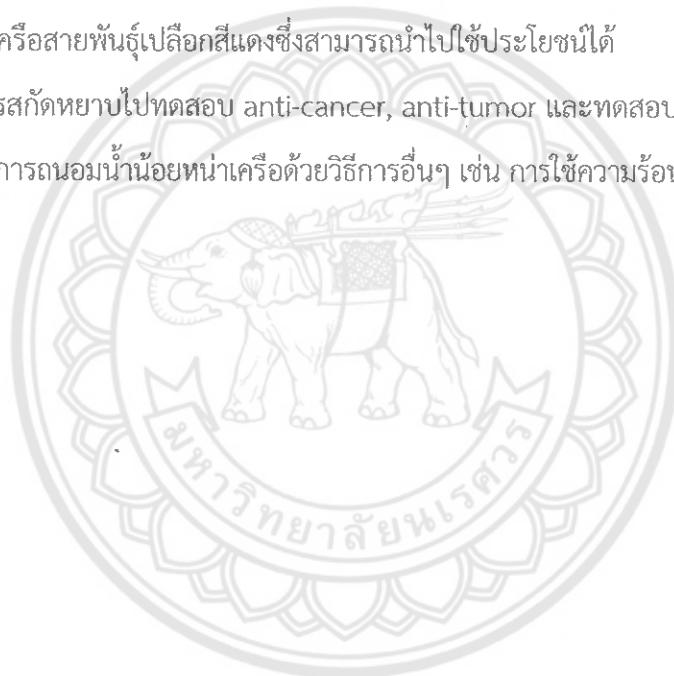 ครือสายพันธุ์เปลือกสีแดงซึ่งสามารถนำไปใช้ประโยชน์ได้
รสกัดหยาบไปทดสอบ anti-cancer, anti-tumor และทดสอบ
การถนอมน้ำน้อยหน่าเครือด้วยวิธีการอื่นๆ เช่น การใช้ความร้อน
มหาวิทยาลัยนเรศวร